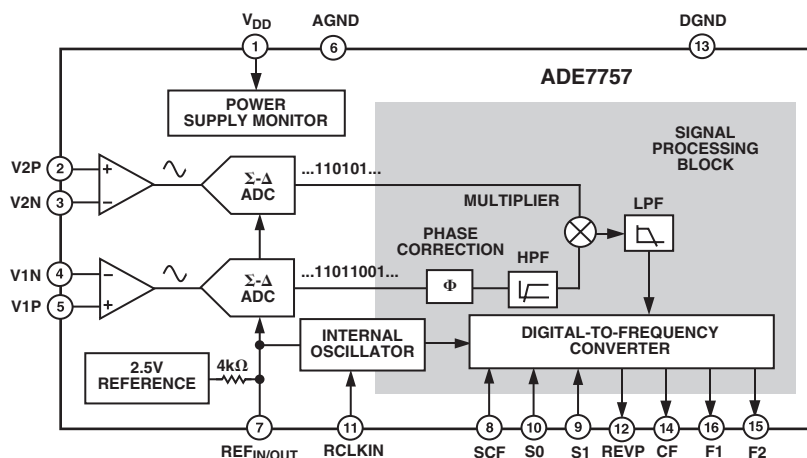 V_DD
AGND
DGND
1
6
13
ADE7757
POWER
SUPPLY MONITOR
SIGNAL
PROCESSING
BLOCK
V2P 2 +
Σ-Δ
ADC
...110101...
V2N 3 −
MULTIPLIER
LPF
PHASE
CORRECTION
HPF
V1N 4 −
Σ-Δ
ADC
...11011001...
Φ
V1P 5 +
INTERNAL
OSCILLATOR
DIGITAL-TO-FREQUENCY
CONVERTER
2.5V
REFERENCE
4kΩ
7
11
8
10
9
12
14
16
15
REF_IN/OUT
RCLKIN
SCF
S0
S1
REVP
CF
F1
F2